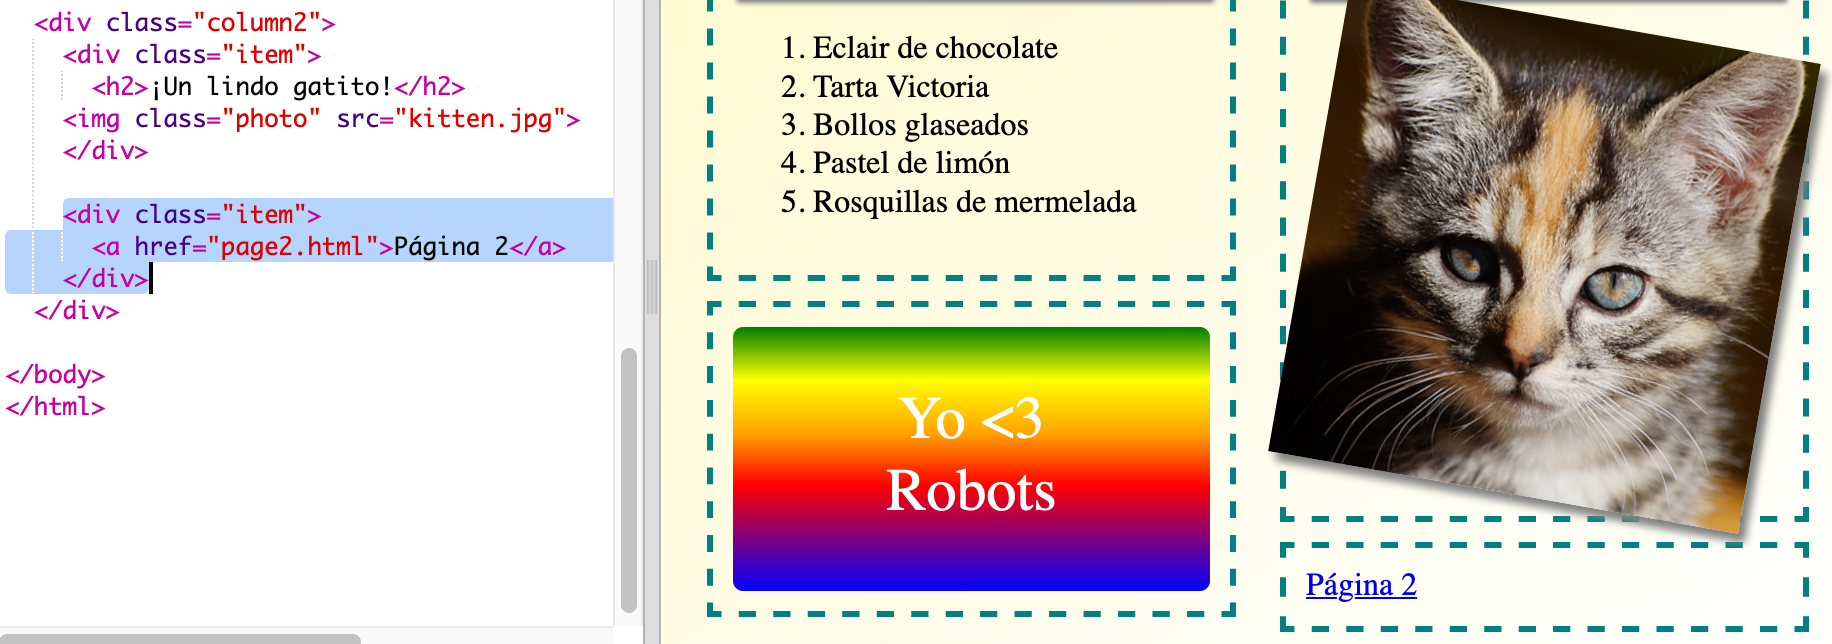 <div class="column2">
<div class="item">
<h2>¡Un lindo gatito!</h2>
<img class="photo" src="kitten.jpg">
</div>
<div class="item">
<a href="page2.html">Página 2</a>
</div>
</div>
</body>
</html>
1. Eclair de chocolate
2. Tarta Victoria
3. Bollos glaseados
4. Pastel de limón
5. Rosquillas de mermelada
Yo <3
Robots
Página 2